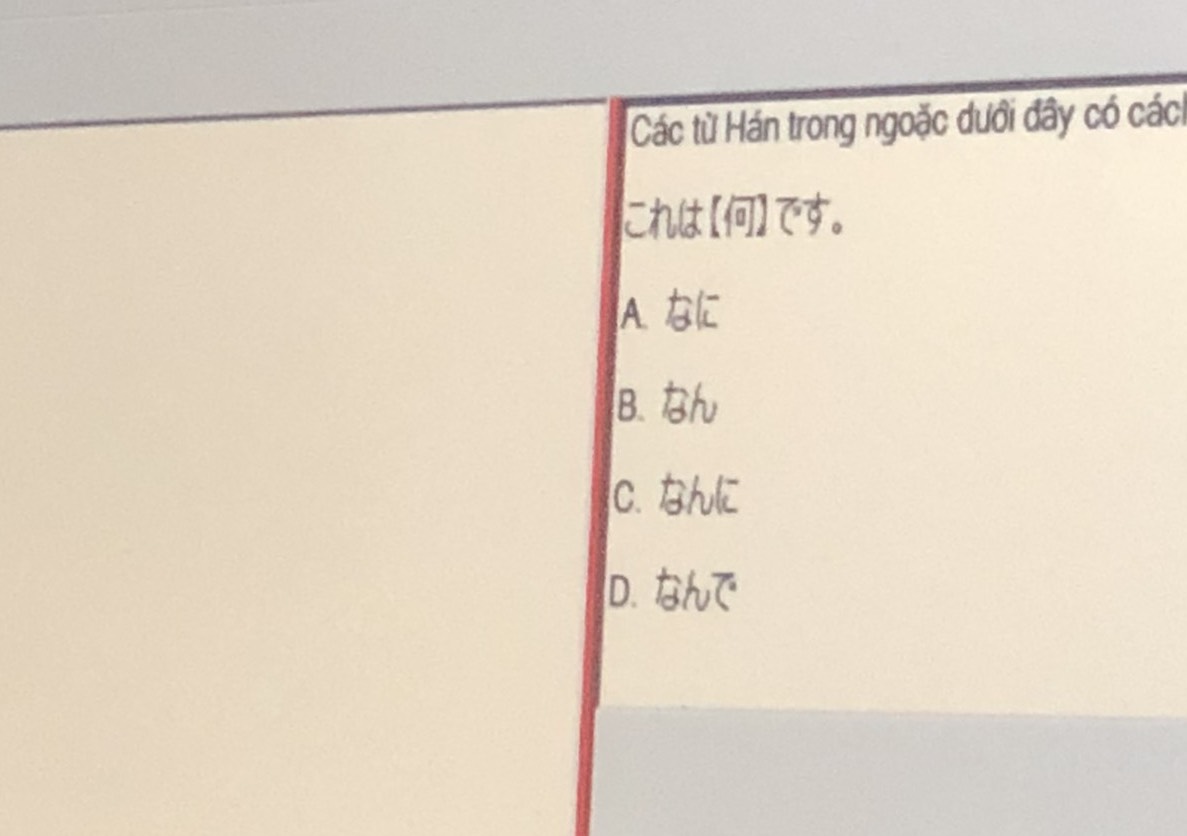 Các từ Hán trong ngoặc dưới đây có các
これは【何】です。
A. なに
B. なん
C. なんに
D. なんで